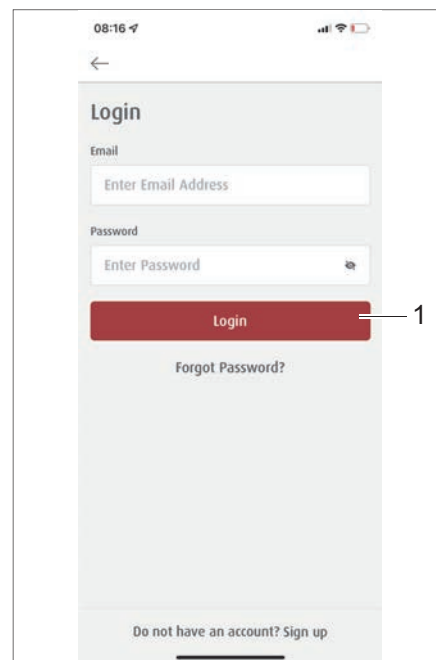 08:16
Login
Email
Enter Email Address
Password
Enter Password
Login
1
Forgot Password?
Do not have an account? Sign up